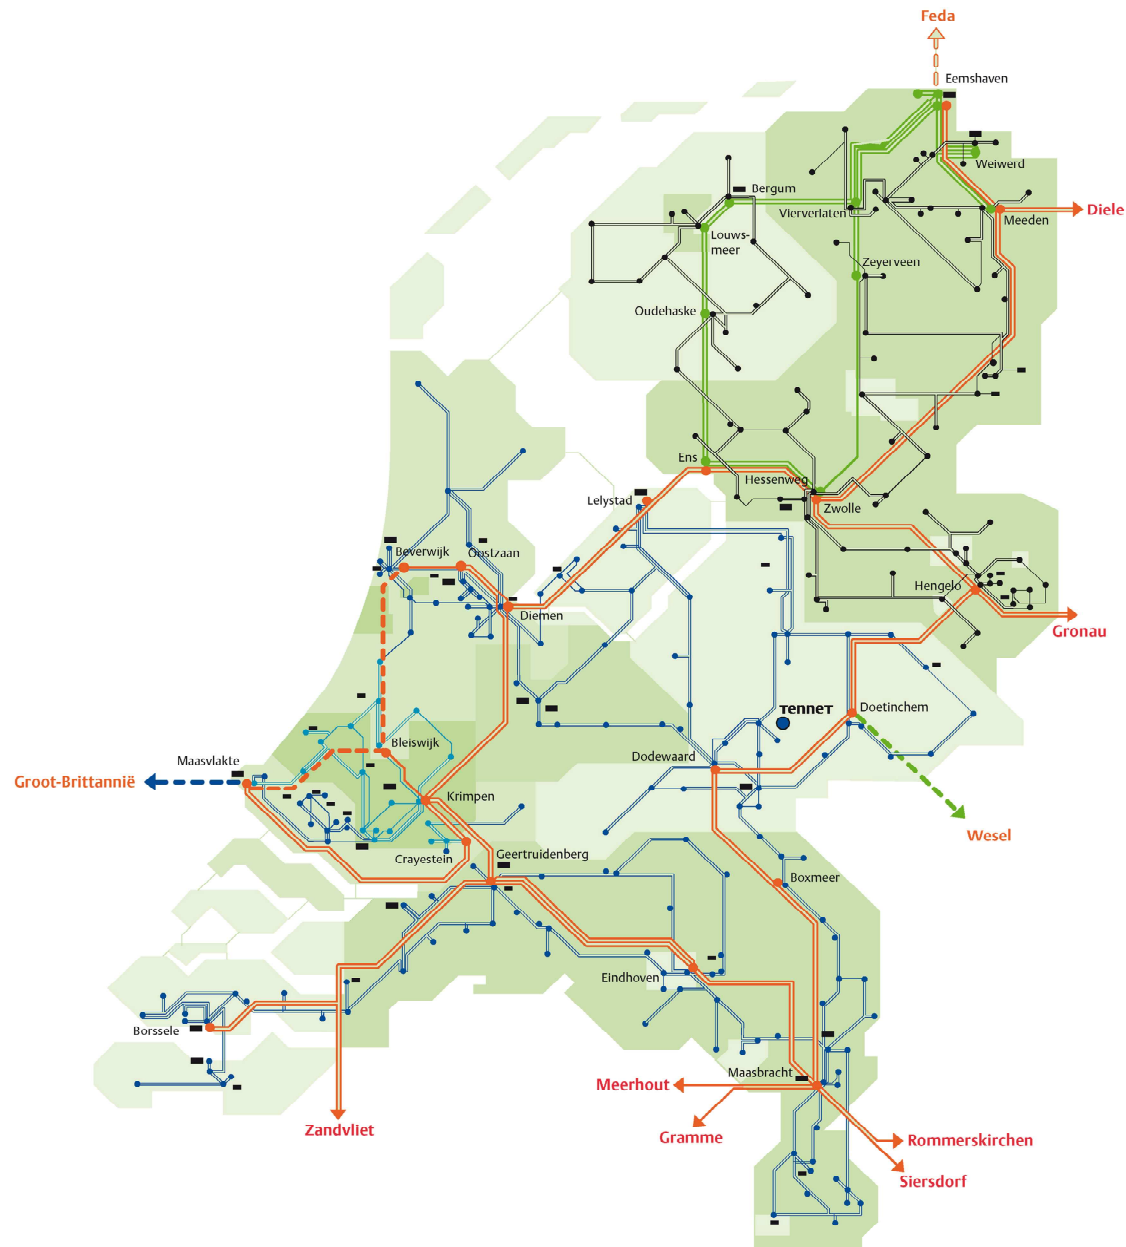 Feda
Eemshaven
Weiwerd
Bergum
Vierverlaten
Meeden
Diele
Louws-
meer
Zeyerveen
Oudehaske
Ens
Hessenweg
Lelystad
Zwolle
Beverwijk
Oostzaan
Hengelo
Diemen
Gronau
TENNET
Doetinchem
Bleiswijk
Maasvlakte
Dodewaard
Groot-Brittannië
Krimpen
Wesel
Crayestein
Geertruidenberg
Boxmeer
Eindhoven
Borssele
Maasbracht
Meerhout
Zandvliet
Gramme
Rommerskirchen
Siersdorf